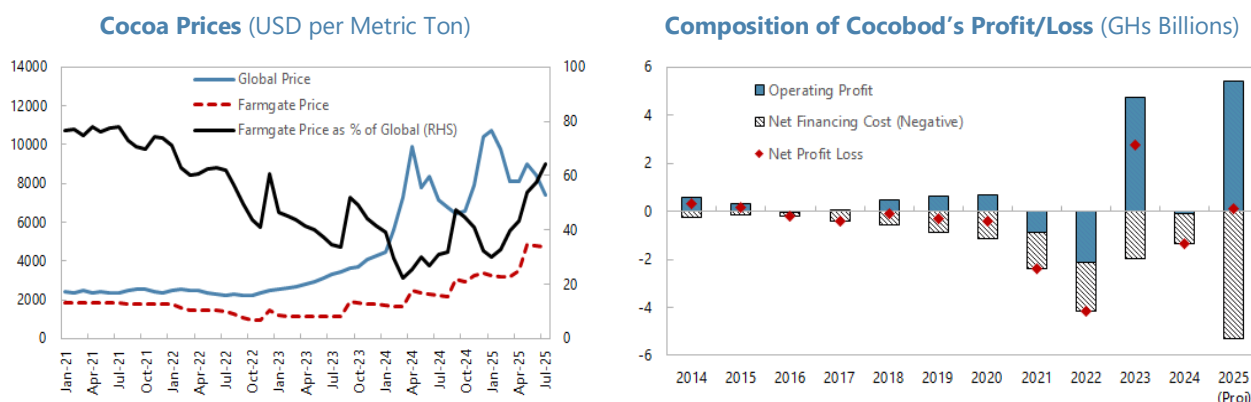 Cocoa Prices (USD per Metric Ton)
14000
12000
10000
8000
6000
4000
2000
0
100
80
60
40
20
0
Global Price
Farmgate Price
Farmgate Price as % of Global (RHS)
Jan-21
Apr-21
Jul-21
Oct-21
Jan-22
Apr-22
Jul-22
Oct-22
Jan-23
Apr-23
Jul-23
Oct-23
Jan-24
Apr-24
Jul-24
Oct-24
Jan-25
Apr-25
Jul-25
Composition of Cocobod's Profit/Loss (GHs Billions)
6
4
2
0
-2
-4
-6
Operating Profit
Net Financing Cost (Negative)
Net Profit Loss
2014 2015 2016 2017 2018 2019 2020 2021 2022 2023 2024 2025
(Proj)